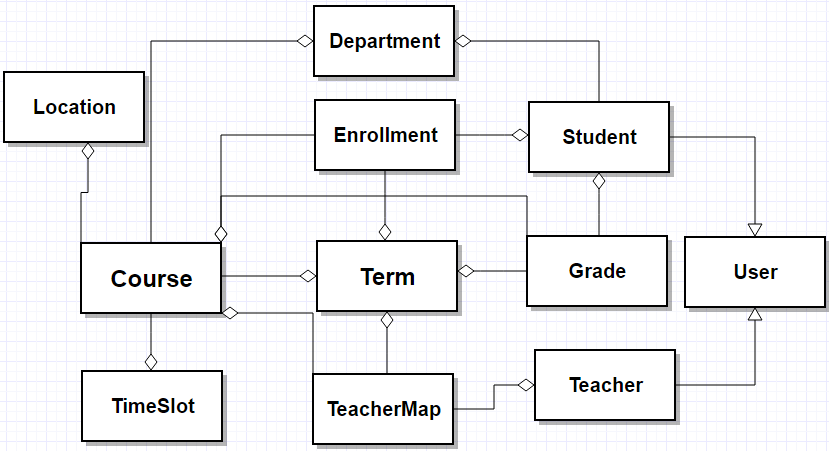 Department
Location
Enrollment
Student
Course
Term
Grade
User
TimeSlot
TeacherMap
Teacher